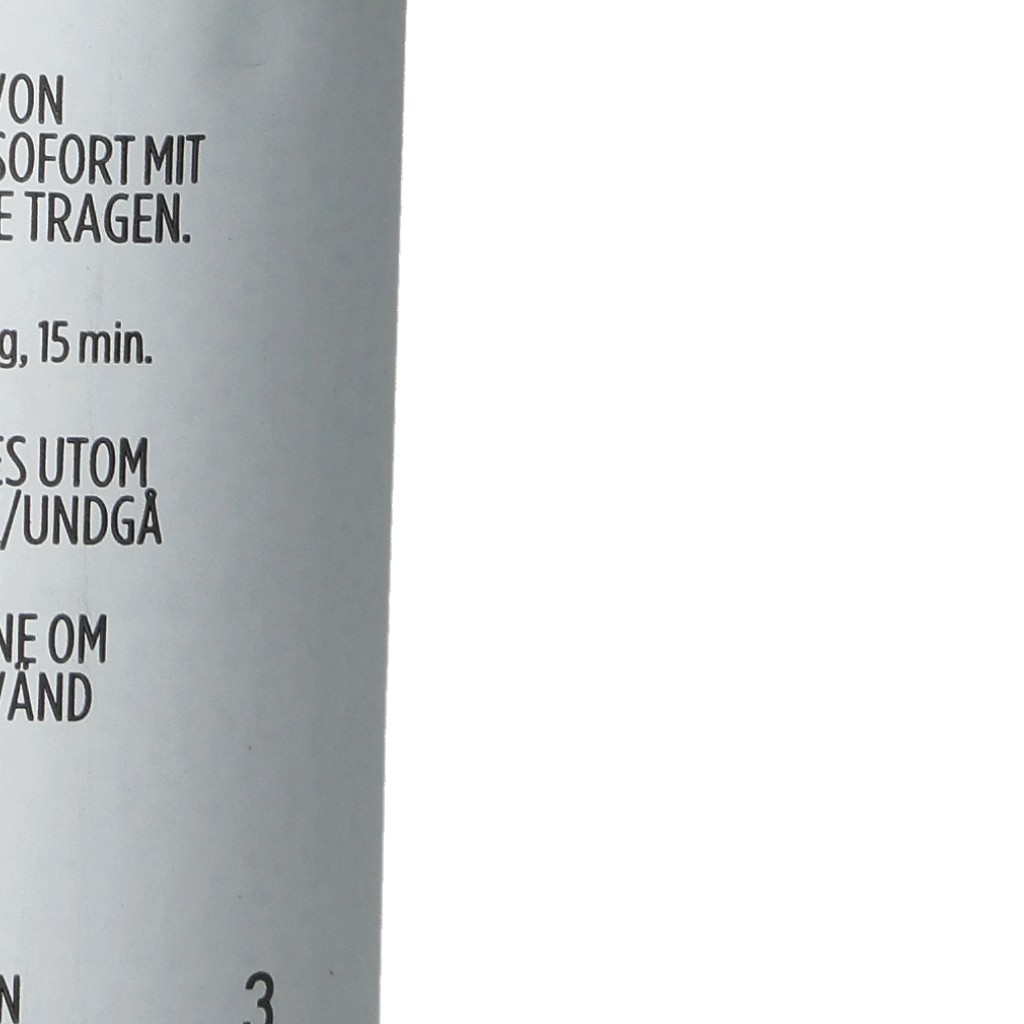 VON
SOFORT MIT
E TRAGEN.
g, 15 min.
ES UTOM
/UNDGÅ
NE OM
VÄND
N 3